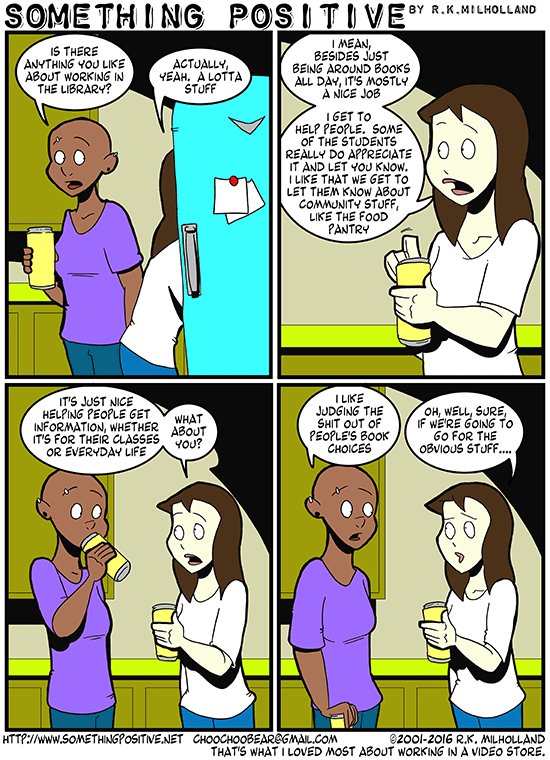 SOMETHING POSITIVE BY R.K.MILHOLLAND
IS THERE
ANYTHING YOU LIKE
ABOUT WORKING IN
THE LIBRARY?
ACTUALLY,
YEAH. A LOTTA
STUFF
I MEAN,
BESIDES JUST
BEING AROUND BOOKS
ALL DAY, IT'S MOSTLY
A NICE JOB
I GET TO
HELP PEOPLE. SOME
OF THE STUDENTS
REALLY DO APPRECIATE
IT AND LET YOU KNOW.
I LIKE THAT WE GET TO
LET THEM KNOW ABOUT
COMMUNITY STUFF,
LIKE THE FOOD
PANTRY
IT'S JUST NICE
HELPING PEOPLE GET
INFORMATION, WHETHER
IT'S FOR THEIR CLASSES
OR EVERYDAY LIFE
WHAT
ABOUT
YOU?
I LIKE
JUDGING THE
SHIT OUT OF
PEOPLE'S BOOK
CHOICES
OH, WELL, SURE,
IF WE'RE GOING TO
GO FOR THE
OBVIOUS STUFF....
HTTP://WWW.SOMETHINGPOSITIVE.NET CHOOCHOOBEAR@GMAIL.COM ©2001-2016 R.K. MILHOLLAND
THAT'S WHAT I LOVED MOST ABOUT WORKING IN A VIDEO STORE.